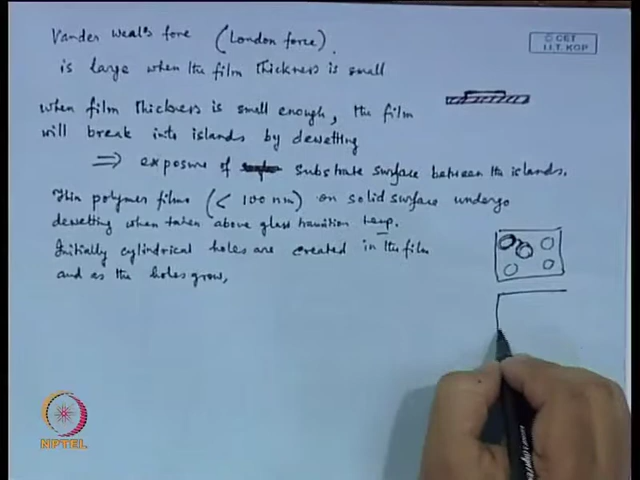 Vander Weal's force (London force).
© CET
I.I.T. KGP
is large when the film thickness is small
when film thickness is small enough, the film
will break into islands by dewetting
⇒ exposure of substrate surface between the islands.
Thin polymer films (< 100 nm) on solid surface undergo
dewetting when taken above glass transition temp.
Initially cylindrical holes are created in the film
and as the holes grow,
NPTEL